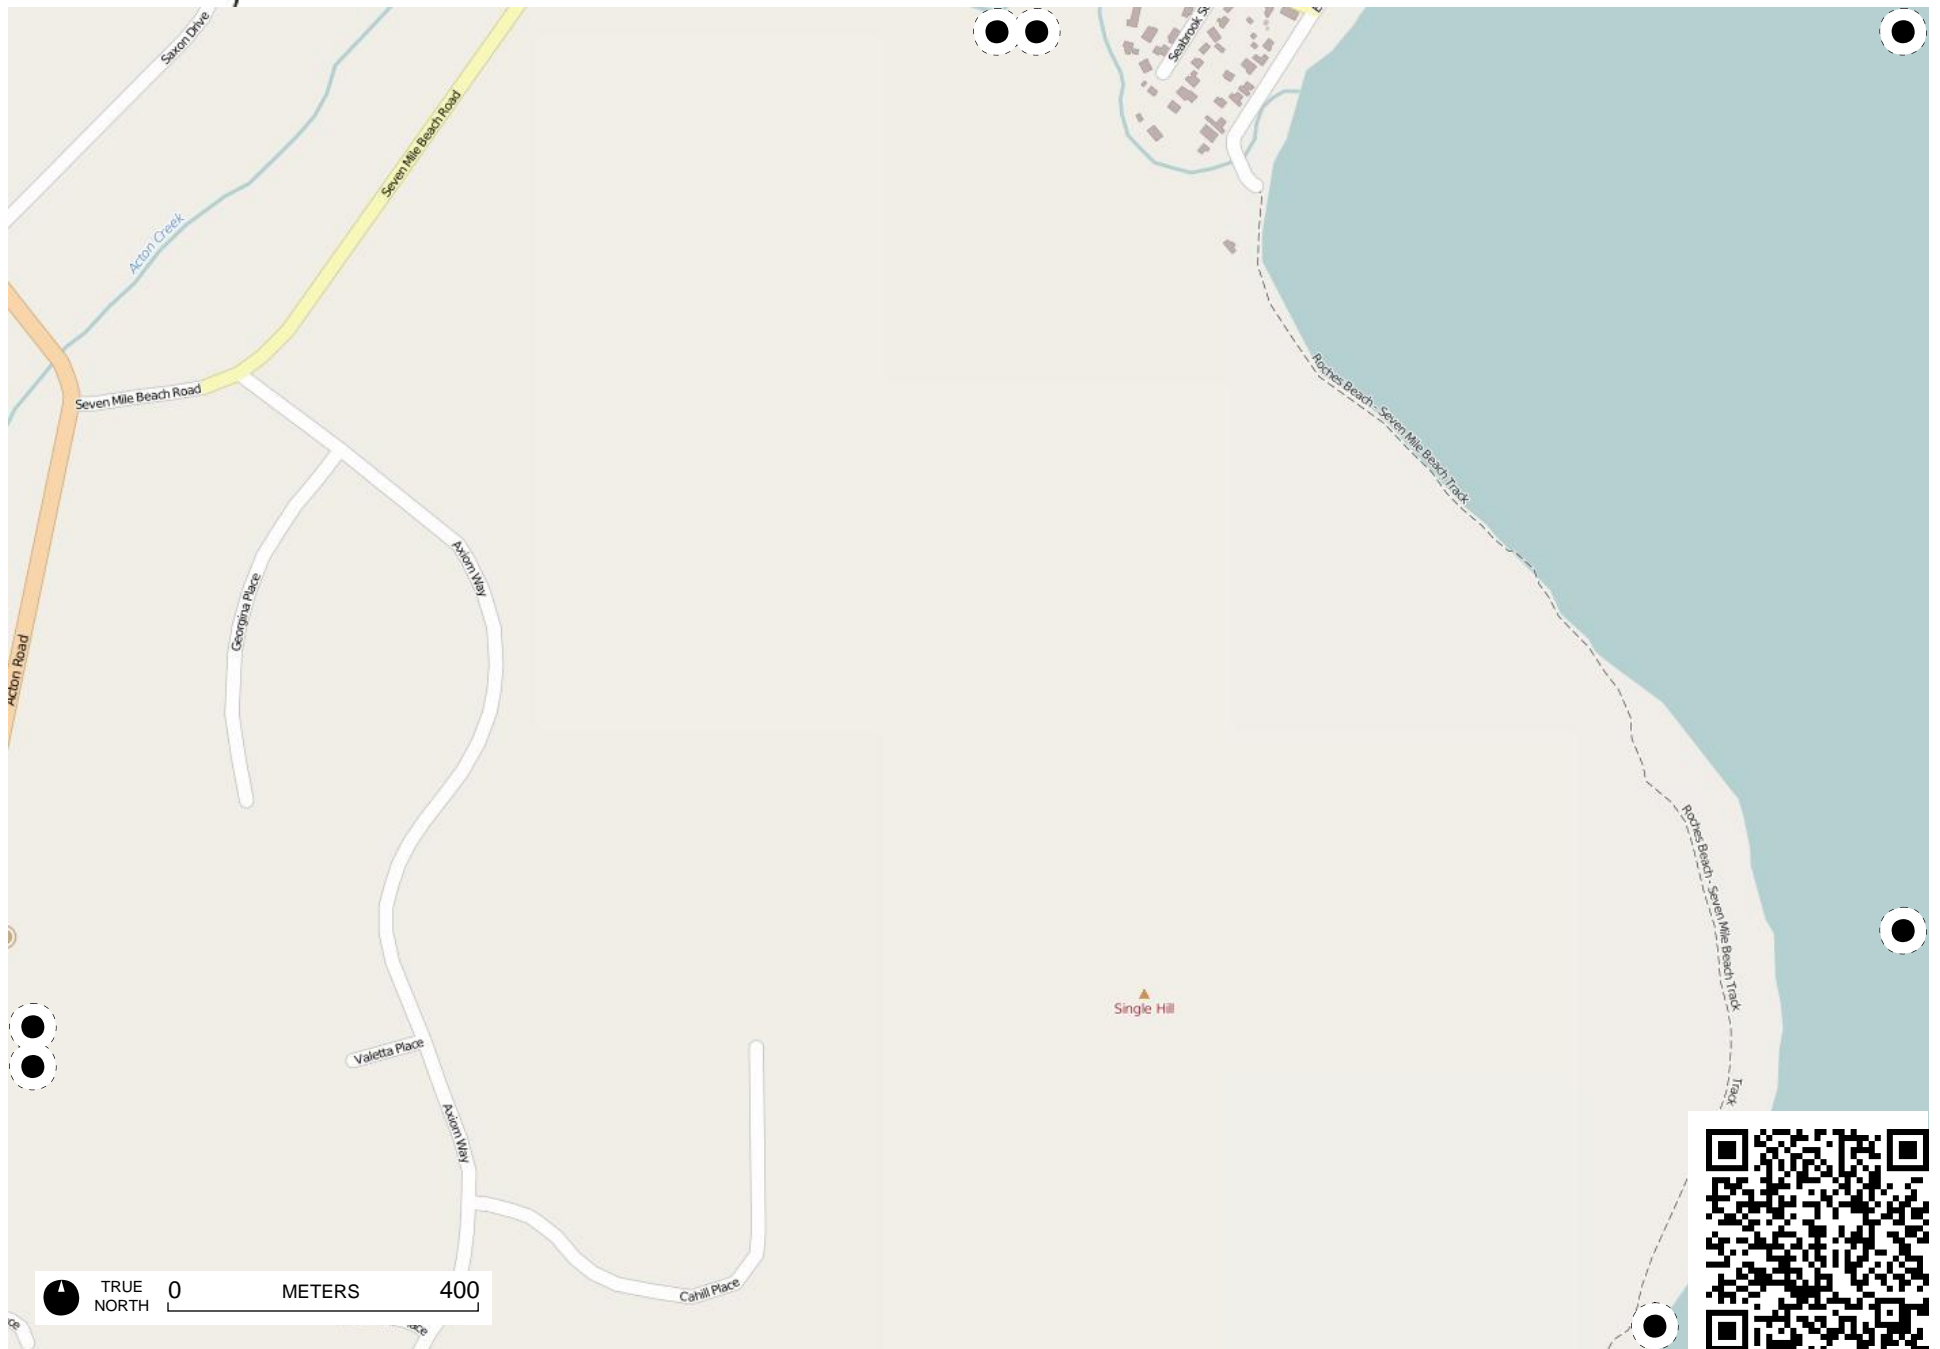 Saxon Drive
Seabrook
Seven Mile Beach Road
Acton Creek
Seven Mile Beach Road
Roches Beach - Seven Mile Beach Track
Axiom Way
Georgina Place
Acton Road
Roches Beach - Seven Mile Beach Track
Single Hill
Valetta Place
Track
Axiom Way
Cahill Place
TRUE
NORTH
0 METERS 400